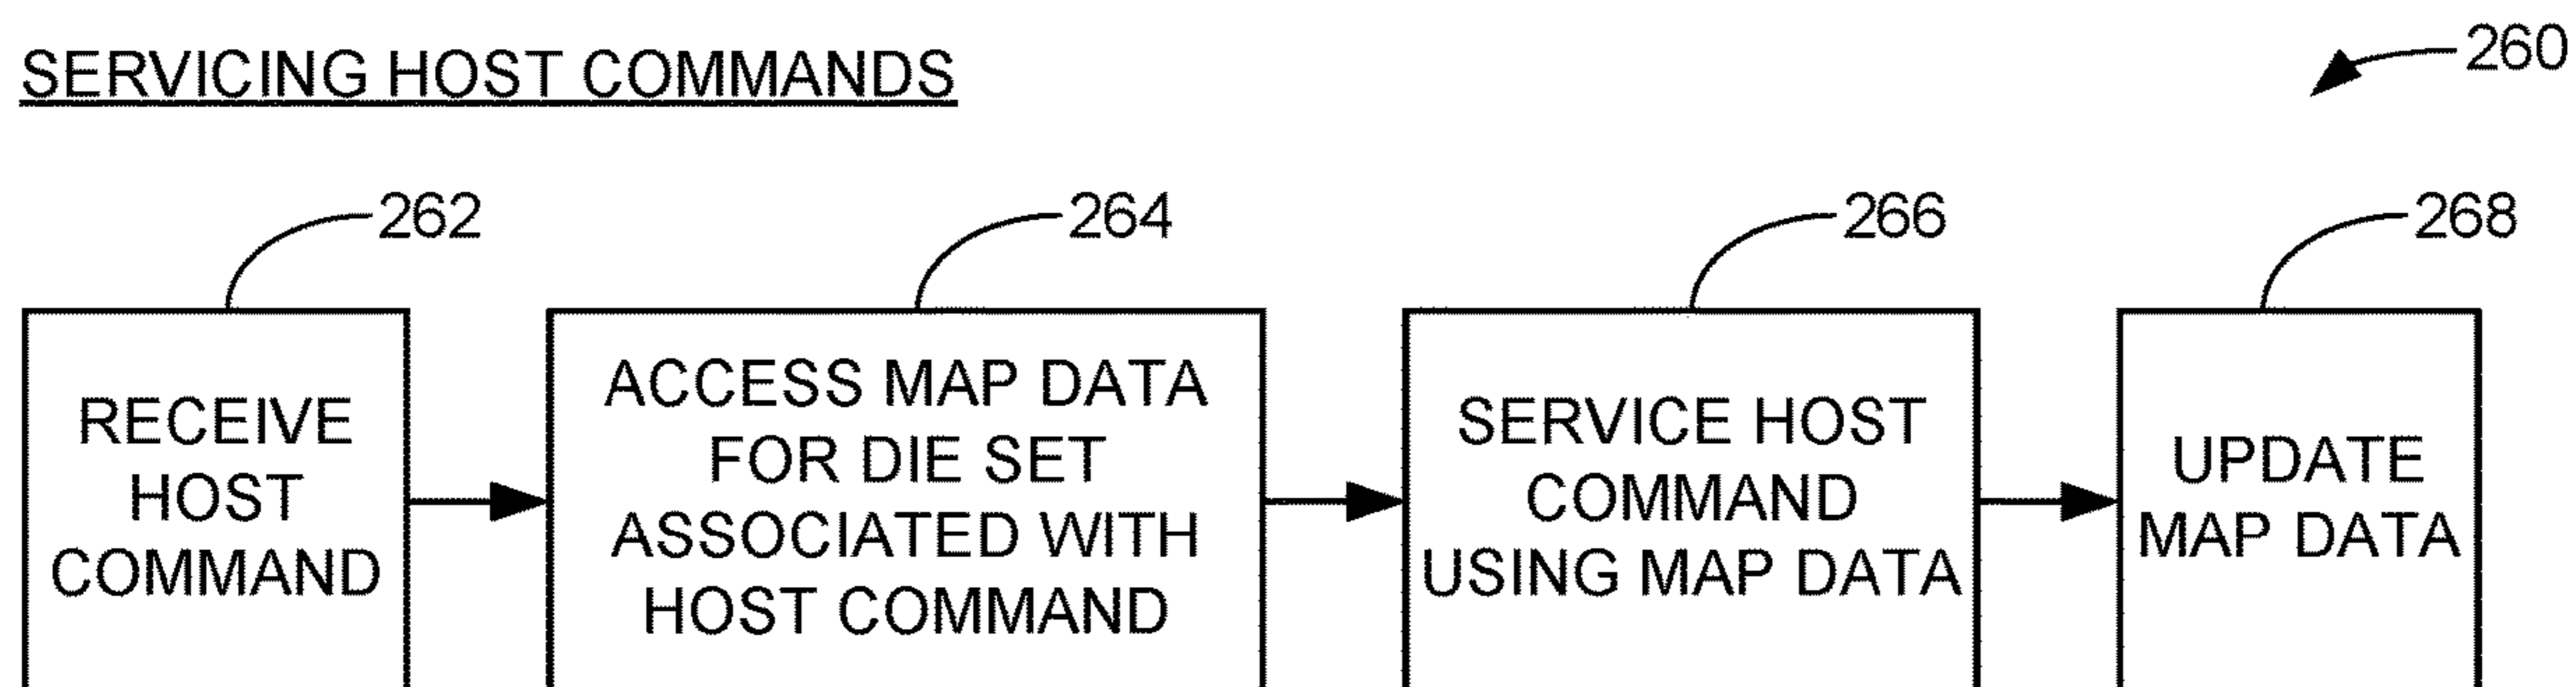 SERVICING HOST COMMANDS
260
262
264
266
268
RECEIVE
HOST
COMMAND
ACCESS MAP DATA
FOR DIE SET
ASSOCIATED WITH
HOST COMMAND
SERVICE HOST
COMMAND
USING MAP DATA
UPDATE
MAP DATA